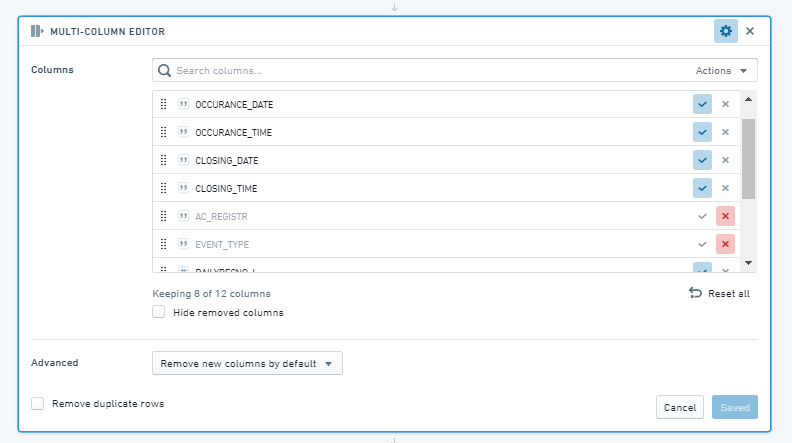 MULTI-COLUMN EDITOR
Columns
Search columns...
Actions
OCCURANCE_DATE
OCCURANCE_TIME
CLOSING_DATE
CLOSING_TIME
AC_REGISTR
EVENT_TYPE
Keeping 8 of 12 columns
Reset all
Hide removed columns
Advanced
Remove new columns by default
Remove duplicate rows
Cancel
Saved